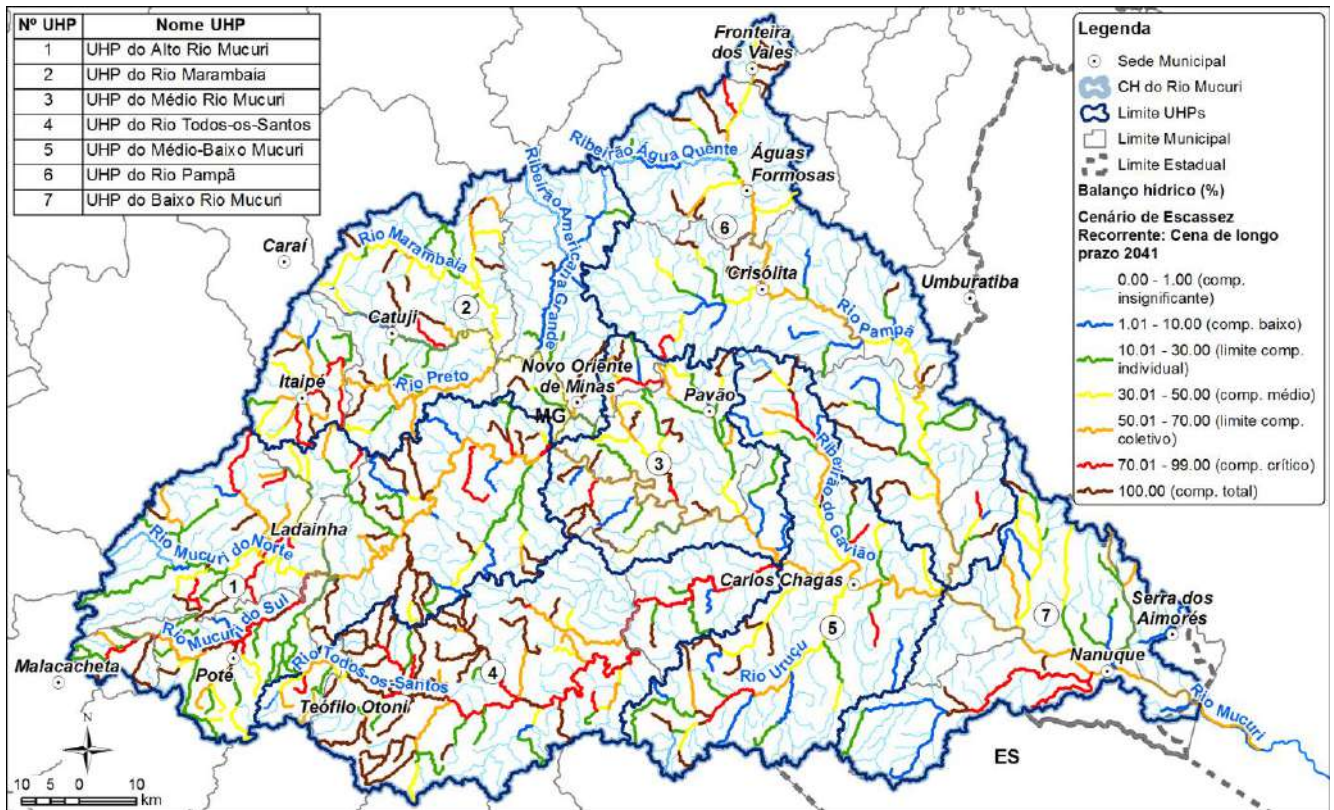 Nº UHP Nome UHP
1 UHP do Alto Rio Mucuri
2 UHP do Rio Marambaia
3 UHP do Médio Rio Mucuri
4 UHP do Rio Todos-os-Santos
5 UHP do Médio-Baixo Mucuri
6 UHP do Rio Pampã
7 UHP do Baixo Rio Mucuri
Legenda
Sede Municipal
CH do Rio Mucuri
Limite UHPs
Limite Municipal
Limite Estadual
Balanço hídrico (%)
Cenário de Escassez
Recorrente: Cena de longo
prazo 2041
0.00 - 1.00 (comp.
insignificante)
1.01 - 10.00 (comp. baixo)
10.01 - 30.00 (limite comp.
individual)
30.01 - 50.00 (comp. médio)
50.01 - 70.00 (limite comp.
coletivo)
70.01 - 99.00 (comp. crítico)
100.00 (comp. total)
Fronteira
dos Vales
Ribeirão Água Quente
Águas
Formosas
Ribeirão Americana Grande
6
Caraí
Rio Marambaia
Crisólita
Umburatiba
2
Catuji
Rio Pampã
Itaipé
Rio Preto
Novo Oriente
de Minas
MG
Pavão
3
Ribeirão do Gavião
Ladainha
Rio Mucuri do Norte
1
Carlos Chagas
5
7
Serra dos
Aimorés
Rio Mucuri do Sul
Malacacheta
Poté
Rio Todos-os-Santos
4
Rio Uruçu
Nanuque
Teófilo Otoni
Rio Mucuri
ES
N
10 5 0 10
km